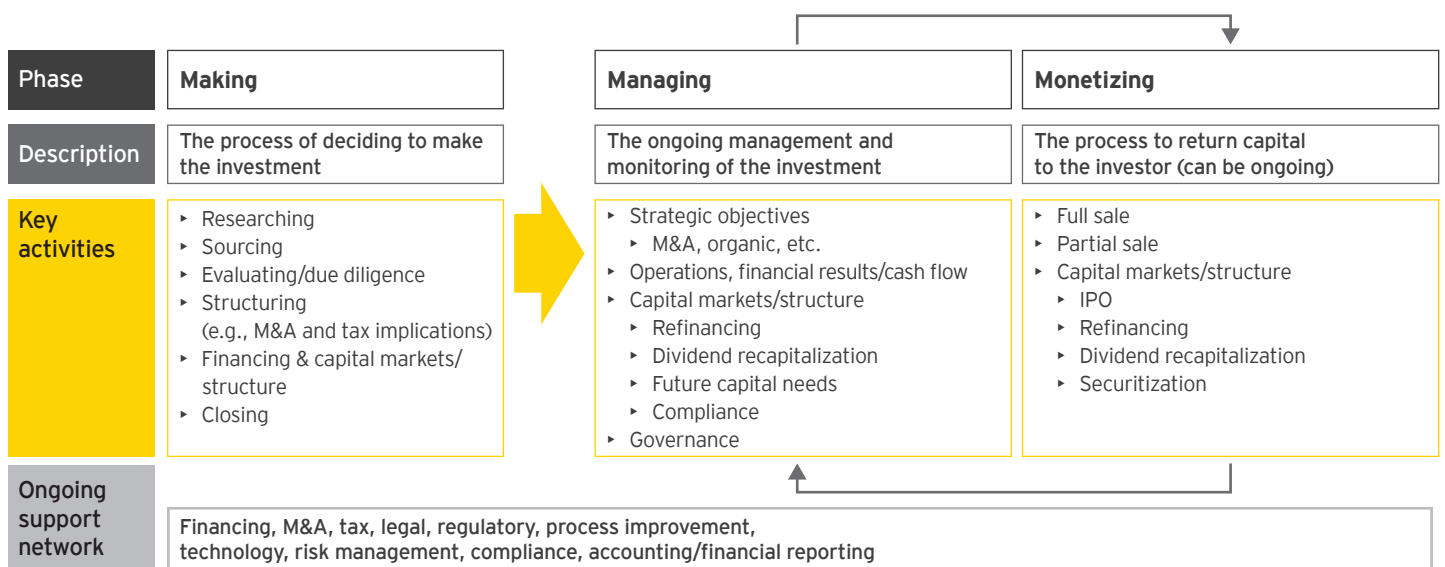 Phase
Making
Managing
Monetizing
Description
The process of deciding to make
the investment
The ongoing management and
monitoring of the investment
The process to return capital
to the investor (can be ongoing)
Key
activities
‣ Researching
‣ Sourcing
‣ Evaluating/due diligence
‣ Structuring
(e.g., M&A and tax implications)
‣ Financing & capital markets/
structure
‣ Closing
‣ Strategic objectives
‣ M&A, organic, etc.
‣ Operations, financial results/cash flow
‣ Capital markets/structure
‣ Refinancing
‣ Dividend recapitalization
‣ Future capital needs
‣ Compliance
‣ Governance
‣ Full sale
‣ Partial sale
‣ Capital markets/structure
‣ IPO
‣ Refinancing
‣ Dividend recapitalization
‣ Securitization
Ongoing
support
network
Financing, M&A, tax, legal, regulatory, process improvement,
technology, risk management, compliance, accounting/financial reporting